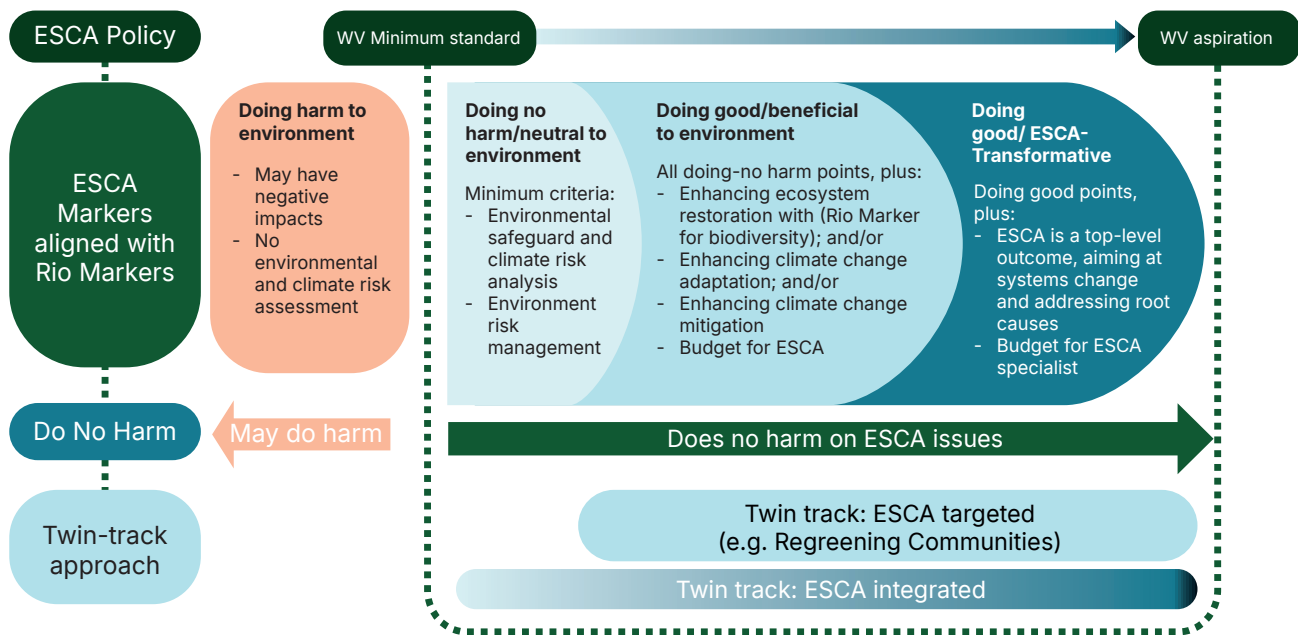 ESCA Policy
WV Minimum standard
WV aspiration
ESCA
Markers
aligned with
Rio Markers
Doing harm to
environment
- May have
negative
impacts
- No
environmental
and climate risk
assessment
Doing no
harm/neutral to
environment
Minimum criteria:
- Environmental
safeguard and
climate risk
analysis
- Environment
risk
management
Doing good/beneficial
to environment
All doing-no harm points, plus:
- Enhancing ecosystem
restoration with (Rio Marker
for biodiversity); and/or
- Enhancing climate change
adaptation; and/or
- Enhancing climate change
mitigation
- Budget for ESCA
Doing
good/ ESCA-
Transformative
Doing good points,
plus:
- ESCA is a top-level
outcome, aiming at
systems change
and addressing root
causes
- Budget for ESCA
specialist
Do No Harm
May do harm
Does no harm on ESCA issues
Twin-track
approach
Twin track: ESCA targeted
(e.g. Regreening Communities)
Twin track: ESCA integrated